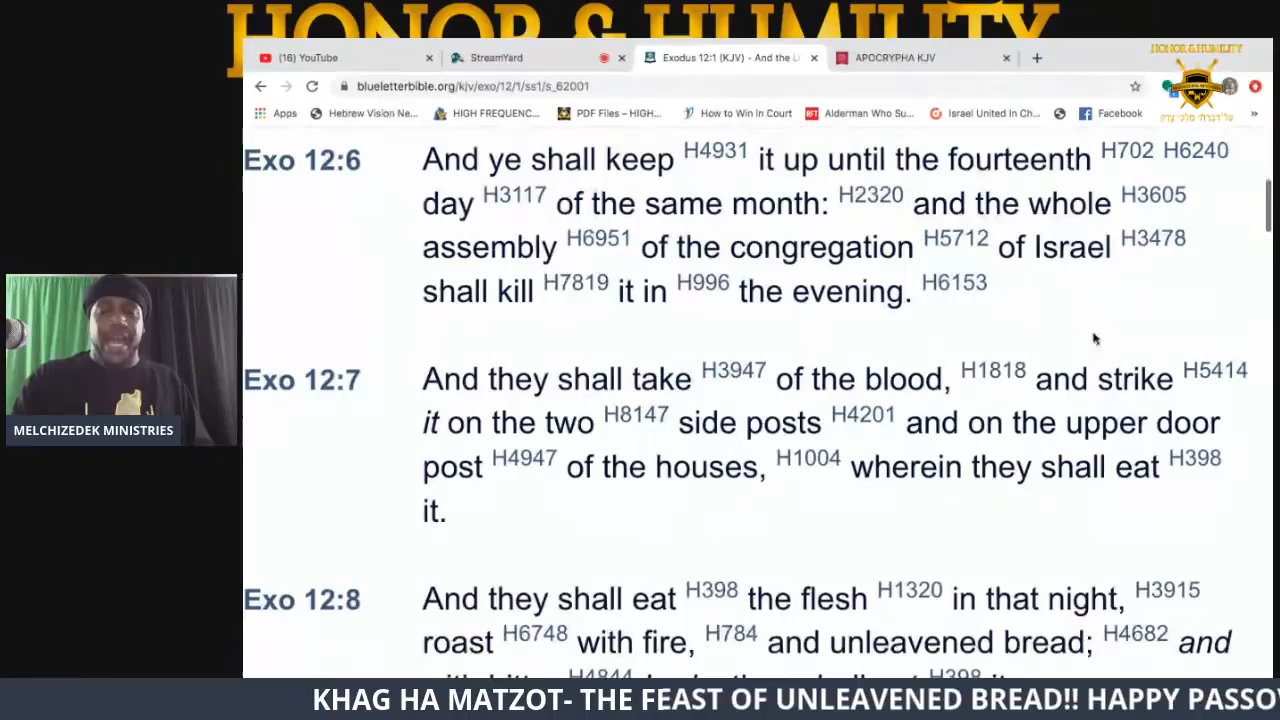 HONOR & HUMILITY
(16) YouTube
StreamYard
Exodus 12:1 (KJV) - And the L
APOCRYPHA KJV
HONOR & HUMILITY
blueletterbible.org/kjv/exo/12/1/ss1/s_62001
Apps
Hebrew Vision Ne...
HIGH FREQUENC...
PDF Files – HIGH...
How to Win in Court
Alderman Who Su...
Israel United In Ch...
Facebook
Exo 12:6
And ye shall keep H4931 it up until the fourteenth H702 H6240
day H3117 of the same month: H2320 and the whole H3605
assembly H6951 of the congregation H5712 of Israel H3478
shall kill H7819 it in H996 the evening. H6153
Exo 12:7
And they shall take H3947 of the blood, H1818 and strike H5414
it on the two H8147 side posts H4201 and on the upper door
post H4947 of the houses, H1004 wherein they shall eat H398
it.
Exo 12:8
And they shall eat H398 the flesh H1320 in that night, H3915
roast H6748 with fire, H784 and unleavened bread; H4682 and
MELCHIZEDEK MINISTRIES
KHAG HA MATZOT- THE FEAST OF UNLEAVENED BREAD!! HAPPY PASSO